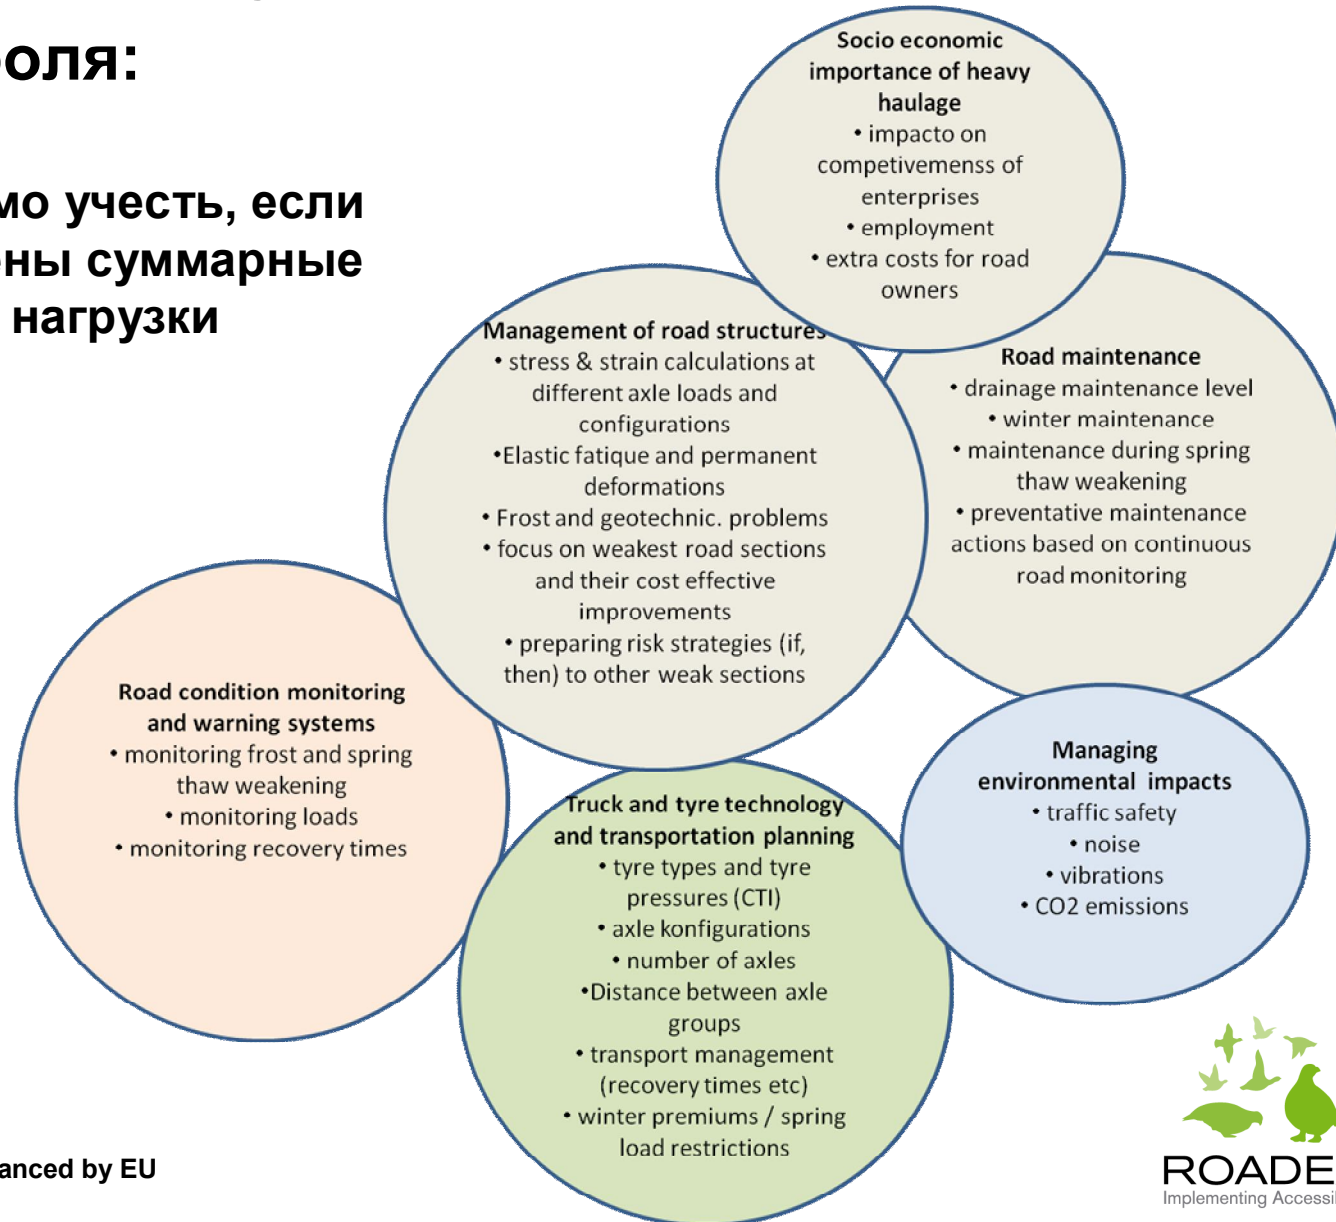 оля:
мо учесть, если
ены суммарные
нагрузки
Socio economic
importance of heavy
haulage
• impacto on
competivemenss of
enterprises
• employment
• extra costs for road
owners
Management of road structures
• stress & strain calculations at
different axle loads and
configurations
•Elastic fatique and permanent
deformations
• Frost and geotechnic. problems
• focus on weakest road sections
and their cost effective
improvements
• preparing risk strategies (if,
then) to other weak sections
Road maintenance
• drainage maintenance level
• winter maintenance
• maintenance during spring
thaw weakening
• preventative maintenance
actions based on continuous
road monitoring
Road condition monitoring
and warning systems
• monitoring frost and spring
thaw weakening
• monitoring loads
• monitoring recovery times
Truck and tyre technology
and transportation planning
• tyre types and tyre
pressures (CTI)
• axle konfigurations
• number of axles
•Distance between axle
groups
• transport management
(recovery times etc)
• winter premiums / spring
load restrictions
Managing
environmental impacts
• traffic safety
• noise
• vibrations
• CO2 emissions
anced by EU
ROADE
Implementing Accessibil